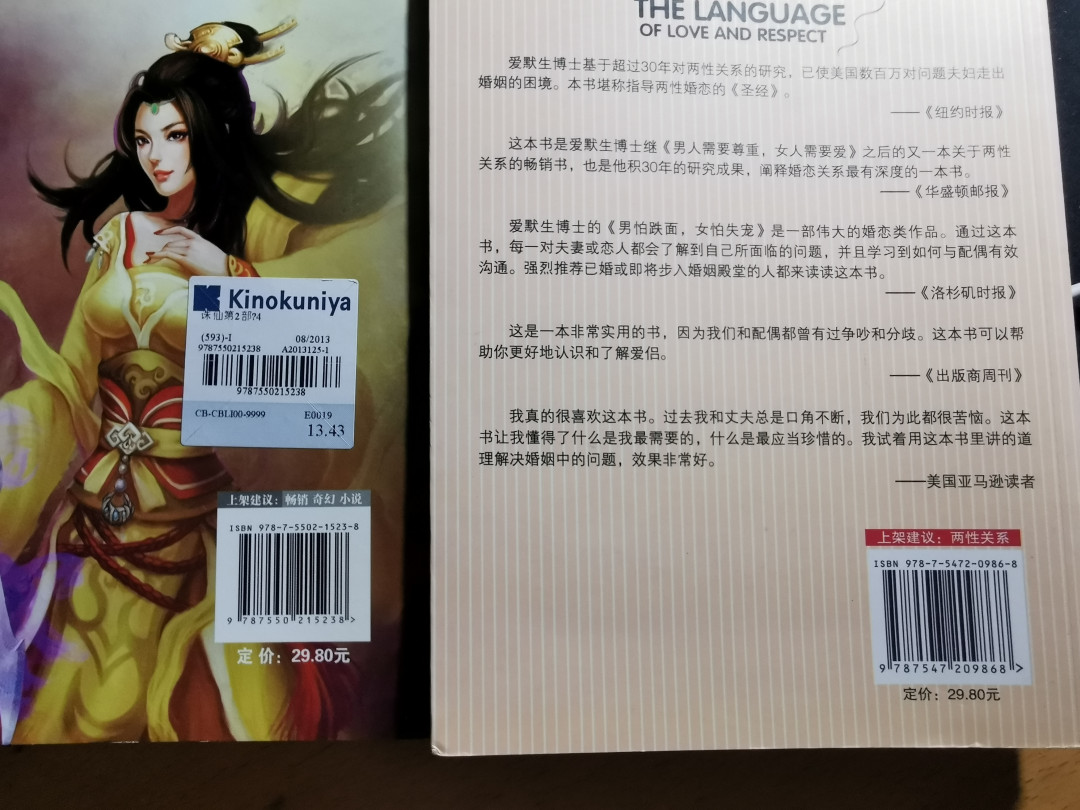 Kinokuniya
诛仙第2部?4
(593)-I 08/2013
9787550215238 A2013125-1
9787550215238
CB-CBLI00-9999 E0019
13.43
上架建议：畅销 奇幻 小说
ISBN 978-7-5502-1523-8
9 787550 215238 >
定 价：29.80元
THE LANGUAGE
OF LOVE AND RESPECT
爱默生博士基于超过30年对两性关系的研究，已使美国数百万对问题夫妇走出
婚姻的困境。本书堪称指导两性婚恋的《圣经》。
——《纽约时报》
这本书是爱默生博士继《男人需要尊重，女人需要爱》之后的又一本关于两性
关系的畅销书，也是他积30年的研究成果，阐释婚恋关系最有深度的一本书。
——《华盛顿邮报》
爱默生博士的《男怕跌面，女怕失宠》是一部伟大的婚恋类作品。通过这本
书，每一对夫妻或恋人都会了解到自己所面临的问题，并且学习到如何与配偶有效
沟通。强烈推荐已婚或即将步入婚姻殿堂的人都来读读这本书。
——《洛杉矶时报》
这是一本非常实用的书，因为我们和配偶都曾有过争吵和分歧。这本书可以帮
助你更好地认识和了解爱侣。
——《出版商周刊》
我真的很喜欢这本书。过去我和丈夫总是口角不断，我们为此都很苦恼。这本
书让我懂得了什么是我最需要的，什么是最应当珍惜的。我试着用这本书里讲的道
理解决婚姻中的问题，效果非常好。
——美国亚马逊读者
上架建议：两性关系
ISBN 978-7-5472-0986-8
9 787547 209868 >
定价：29.80元